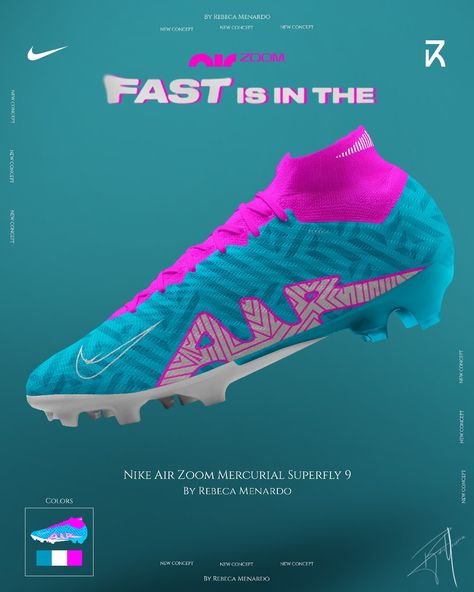 By Rebeca Menardo
NEW CONCEPT NEW CONCEPT NEW CONCEPT
air ZOOM
FAST IS IN THE
NEW CONCEPT
NEW CONCEPT
NEW CONCEPT
AIR
NEW CONCEPT
NEW CONCEPT
NEW CONCEPT
Nike Air Zoom Mercurial Superfly 9
By Rebeca Menardo
Colors
NEW CONCEPT NEW CONCEPT NEW CONCEPT
By Rebeca Menardo